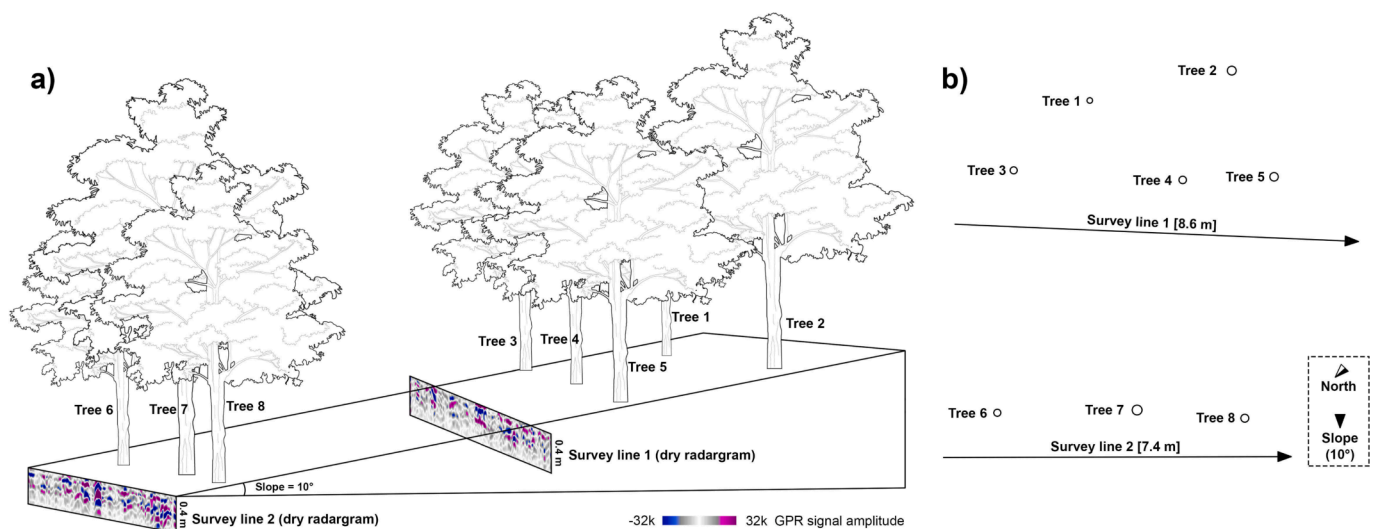 a)
Tree 3
Tree 4
Tree 1
Tree 2
Tree 5
Tree 6
Tree 7
Tree 8
0.4 m
Survey line 1 (dry radargram)
0.4 m
Slope = 10°
Survey line 2 (dry radargram)
-32k
32k GPR signal amplitude
b)
Tree 2
Tree 1
Tree 3
Tree 4
Tree 5
Survey line 1 [8.6 m]
Tree 6
Tree 7
Tree 8
Survey line 2 [7.4 m]
North
Slope
(10°)